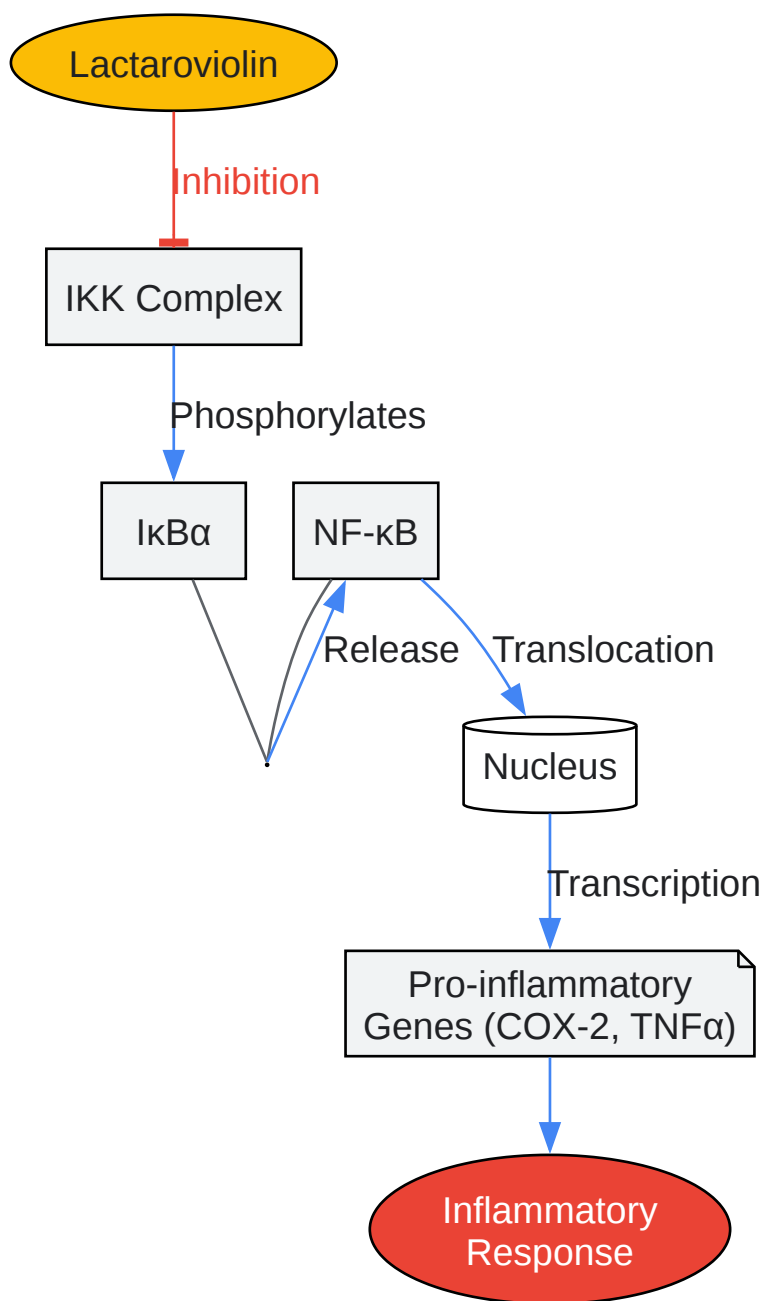 Lactaroviolin
Inhibition
IKK Complex
Phosphorylates
IκBα
NF-κB
Release
Translocation
Nucleus
Transcription
Pro-inflammatory
Genes (COX-2, TNFα)
Inflammatory
Response